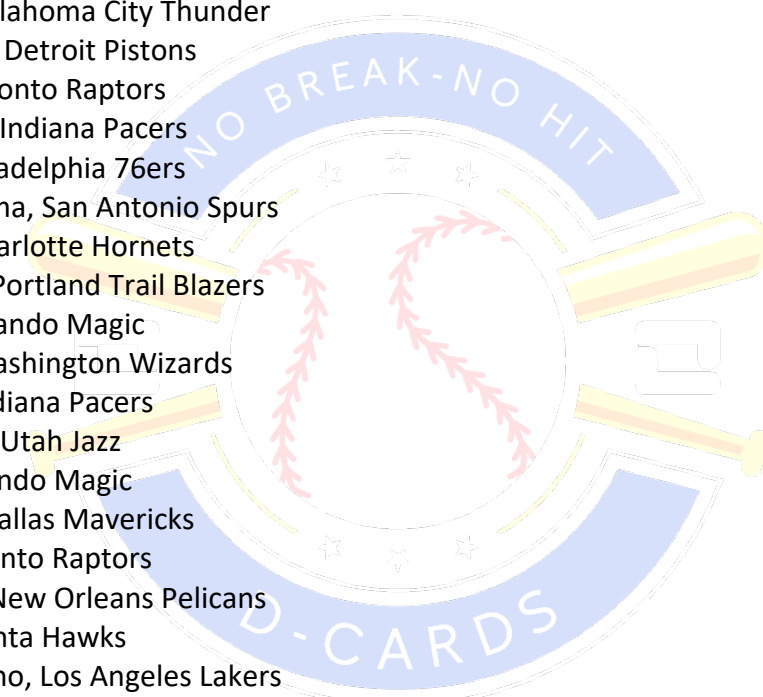 lahoma City Thunder
Detroit Pistons
onto Raptors
Indiana Pacers
adelphia 76ers
na, San Antonio Spurs
arlotte Hornets
Portland Trail Blazers
ando Magic
ashington Wizards
diana Pacers
Utah Jazz
ndo Magic
allas Mavericks
nto Raptors
New Orleans Pelicans
nta Hawks
no, Los Angeles Lakers
NO BREAK-NO HIT
D-CARDS